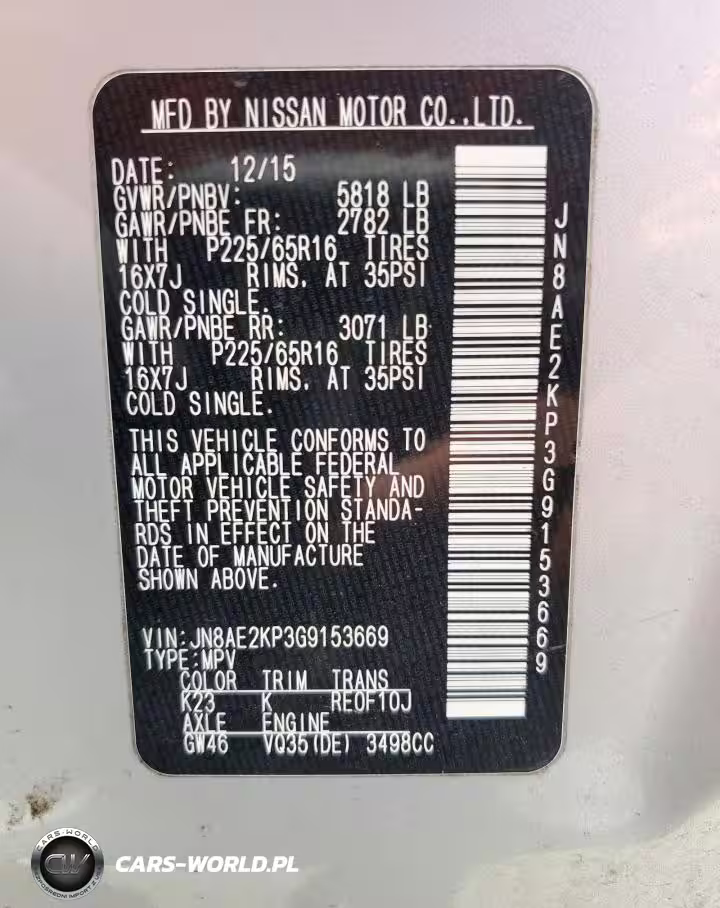 MFD BY NISSAN MOTOR CO.,LTD.
DATE: 12/15
GVWR/PNBV: 5818 LB
GAWR/PNBE FR: 2782 LB
WITH P225/65R16 TIRES
16X7J RIMS, AT 35PSI
COLD SINGLE.
GAWR/PNBE RR: 3071 LB
WITH P225/65R16 TIRES
16X7J RIMS. AT 35PSI
COLD SINGLE.
THIS VEHICLE CONFORMS TO
ALL APPLICABLE FEDERAL
MOTOR VEHICLE SAFETY AND
THEFT PREVENTION STANDA-
RDS IN EFFECT ON THE
DATE OF MANUFACTURE
SHOWN ABOVE.
VIN:JN8AE2KP3G9153669
TYPE:MPV
COLOR TRIM TRANS
K23 K RE0F10J
AXLE ENGINE
GW46 VQ35(DE) 3498CC
JN8AE2KP3G9153669
CARS-WORLD
CW
CARS-WORLD.PL